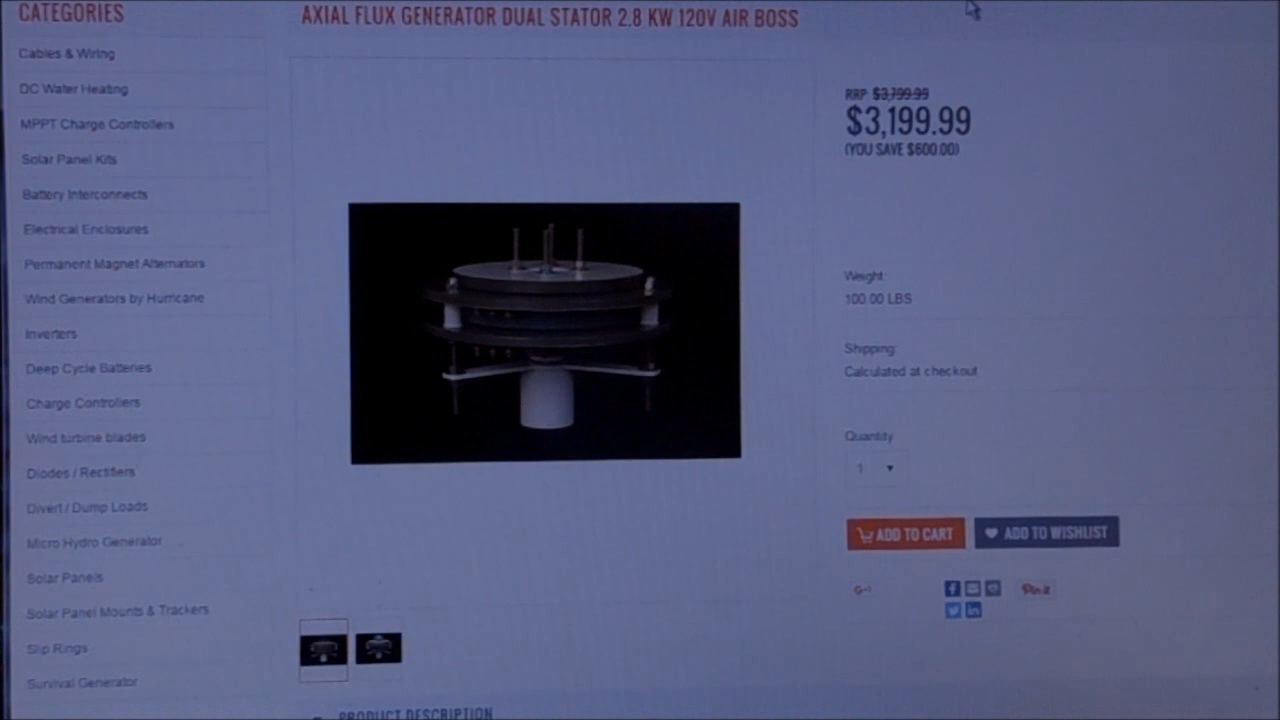 CATEGORIES
Cables & Wiring
DC Water Heating
MPPT Charge Controllers
Solar Panel Kits
Battery Interconnects
Electrical Enclosures
Permanent Magnet Alternators
Wind Generators by Hurricane
Inverters
Deep Cycle Batteries
Charge Controllers
Wind turbine blades
Diodes / Rectifiers
Divert / Dump Loads
Micro Hydro Generator
Solar Panels
Solar Panel Mounts & Trackers
Slip Rings
Survival Generator
AXIAL FLUX GENERATOR DUAL STATOR 2.8 KW 120V AIR BOSS
RRP $3,799.99
$3,199.99
(YOU SAVE $600.00)
Weight:
100.00 LBS
Shipping:
Calculated at checkout
Quantity
1
ADD TO CART
ADD TO WISHLIST
G+1
Pin it
PRODUCT DESCRIPTION